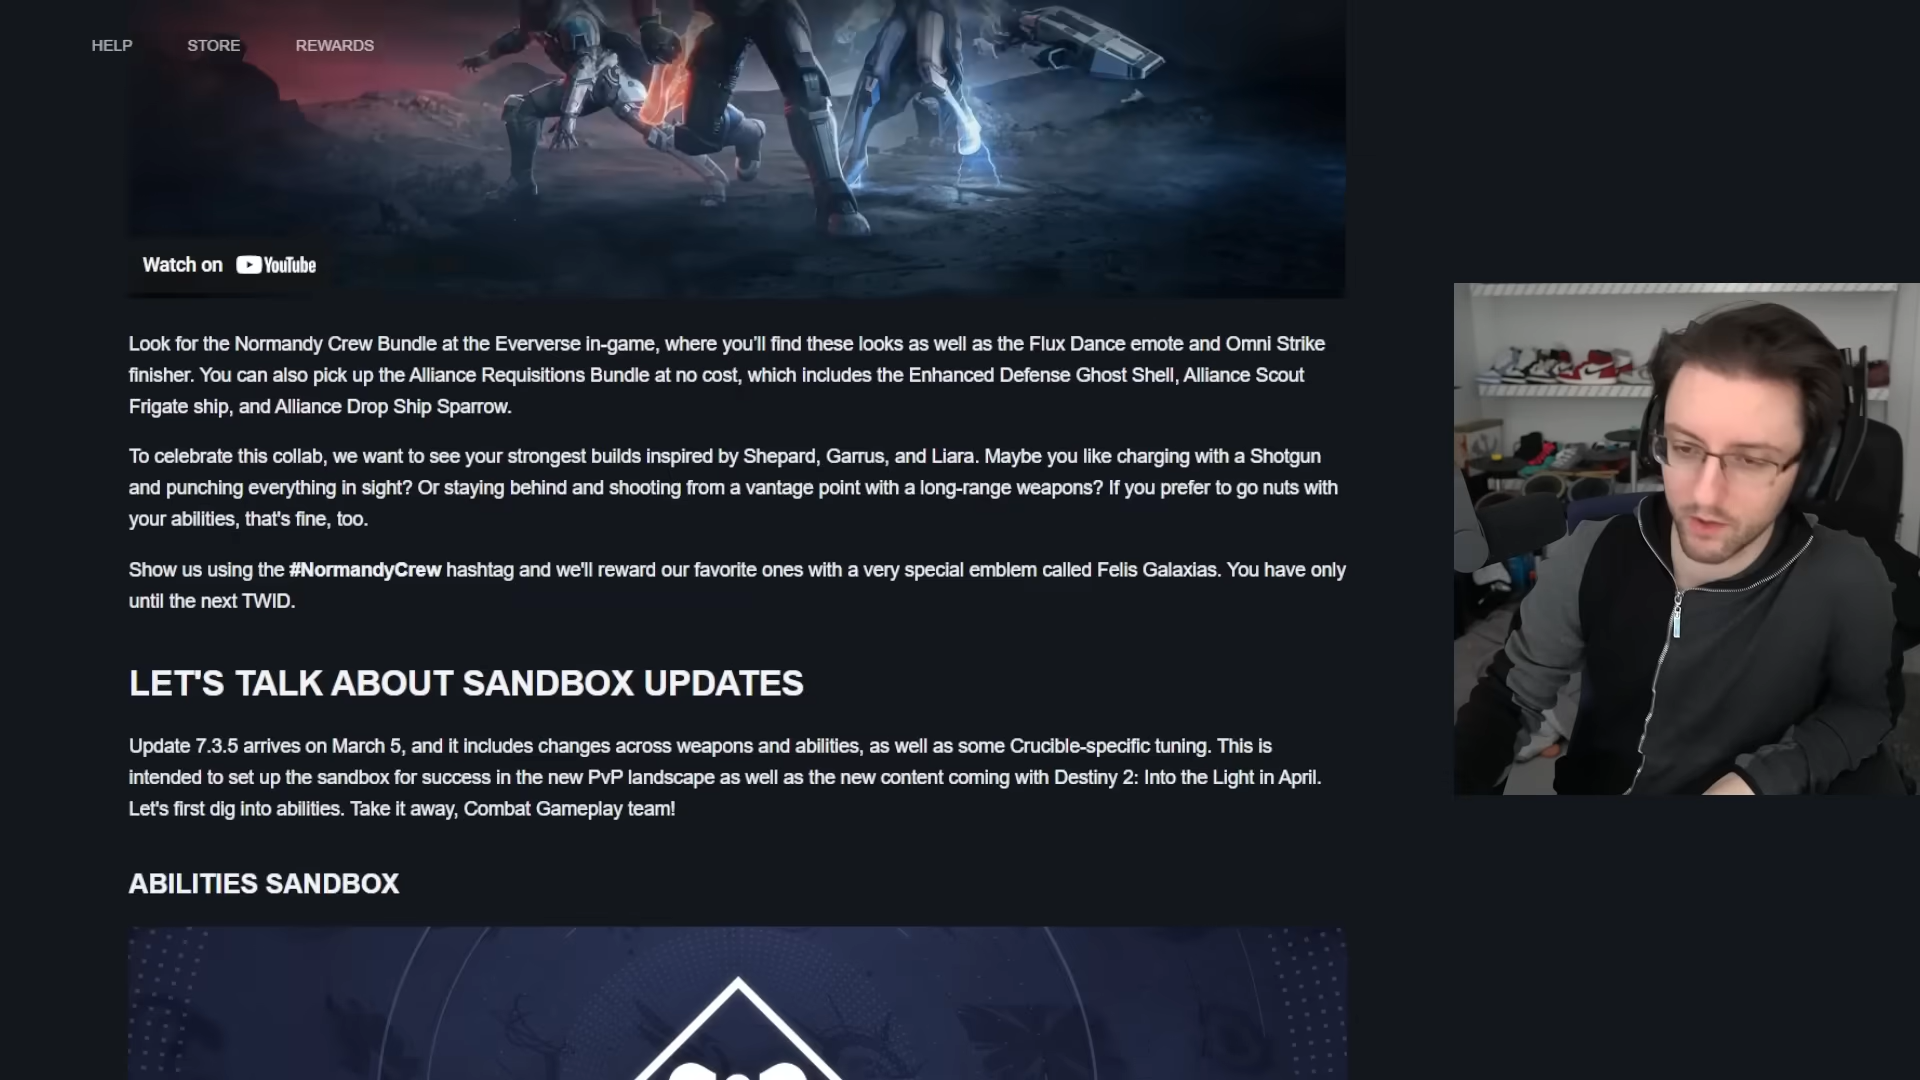 HELP STORE REWARDS
Watch on YouTube
Look for the Normandy Crew Bundle at the Eververse in-game, where you'll find these looks as well as the Flux Dance emote and Omni Strike
finisher. You can also pick up the Alliance Requisitions Bundle at no cost, which includes the Enhanced Defense Ghost Shell, Alliance Scout
Frigate ship, and Alliance Drop Ship Sparrow.
To celebrate this collab, we want to see your strongest builds inspired by Shepard, Garrus, and Liara. Maybe you like charging with a Shotgun
and punching everything in sight? Or staying behind and shooting from a vantage point with a long-range weapons? If you prefer to go nuts with
your abilities, that's fine, too.
Show us using the #NormandyCrew hashtag and we'll reward our favorite ones with a very special emblem called Felis Galaxias. You have only
until the next TWID.
LET'S TALK ABOUT SANDBOX UPDATES
Update 7.3.5 arrives on March 5, and it includes changes across weapons and abilities, as well as some Crucible-specific tuning. This is
intended to set up the sandbox for success in the new PvP landscape as well as the new content coming with Destiny 2: Into the Light in April.
Let's first dig into abilities. Take it away, Combat Gameplay team!
ABILITIES SANDBOX